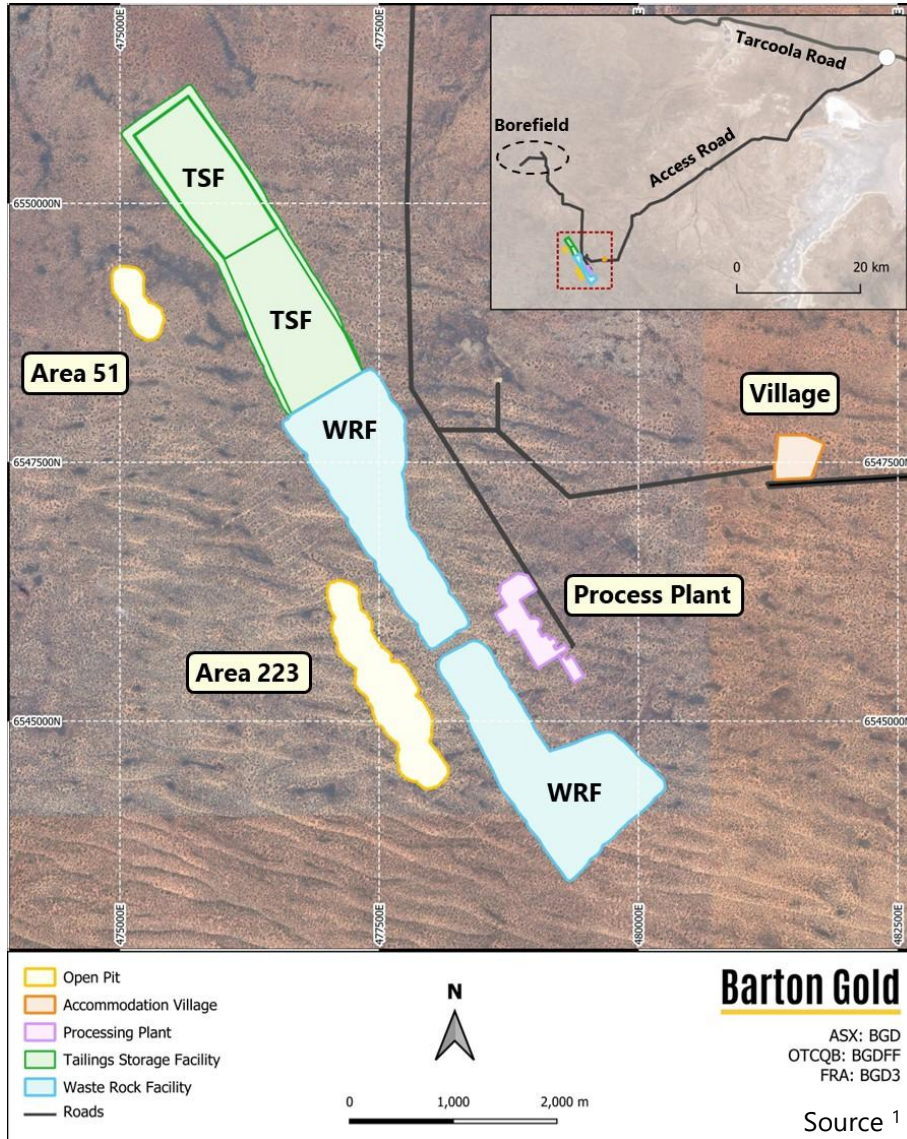 475000E
477500E
Tarcoola Road
Borefield
Access Road
0 20 km
TSF
6550000N
TSF
Area 51
WRF
Village
6547500N
6547500N
Process Plant
Area 223
6545000N
6545000N
WRF
475000E
477500E
480000E
482500E
Open Pit
Accommodation Village
Processing Plant
Tailings Storage Facility
Waste Rock Facility
Roads
N
0 1,000 2,000 m
Barton Gold
ASX: BGD
OTCQB: BGDFF
FRA: BGD3
Source 1